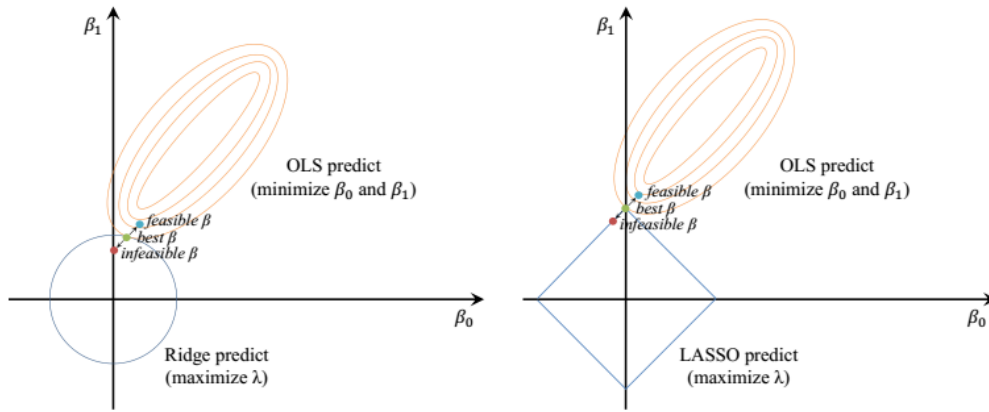 β₁
OLS predict
(minimize β₀ and β₁)
feasible β
best β
infeasible β
β₀
Ridge predict
(maximize λ)
β₁
OLS predict
(minimize β₀ and β₁)
feasible β
best β
infeasible β
β₀
LASSO predict
(maximize λ)